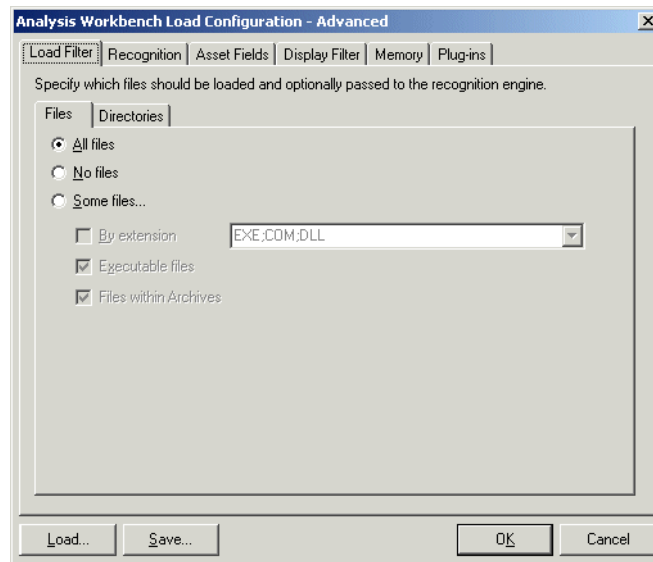 Analysis Workbench Load Configuration - Advanced
Load Filter Recognition Asset Fields Display Filter Memory Plug-ins
Specify which files should be loaded and optionally passed to the recognition engine.
Files Directories
All files
No files
Some files...
By extension EXE;COM;DLL
Executable files
Files within Archives
Load... Save... OK Cancel